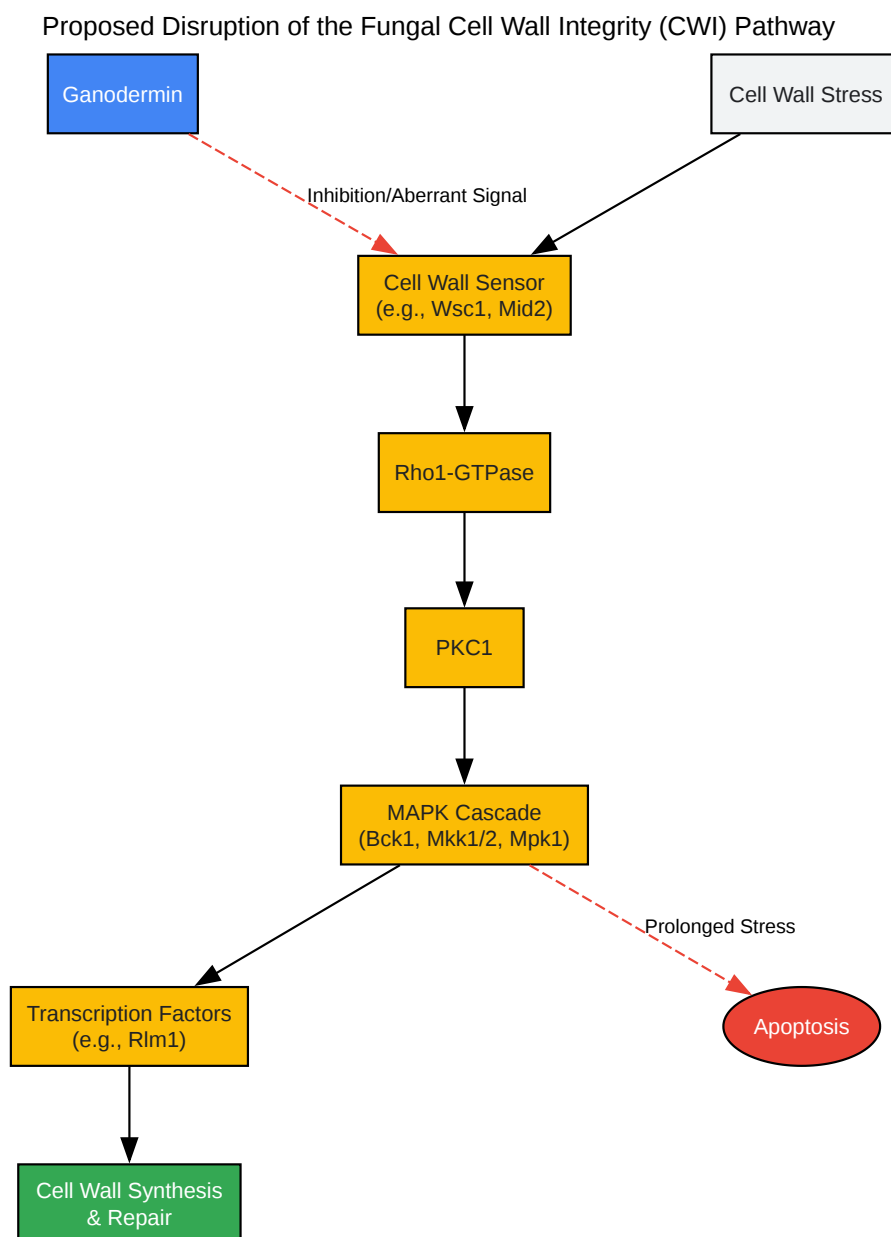 Proposed Disruption of the Fungal Cell Wall Integrity (CWI) Pathway
Ganodermin
Cell Wall Stress
Inhibition/Aberrant Signal
Cell Wall Sensor
(e.g., Wsc1, Mid2)
Rho1-GTPase
PKC1
MAPK Cascade
(Bck1, Mkk1/2, Mpk1)
Prolonged Stress
Transcription Factors
(e.g., Rlm1)
Apoptosis
Cell Wall Synthesis
& Repair